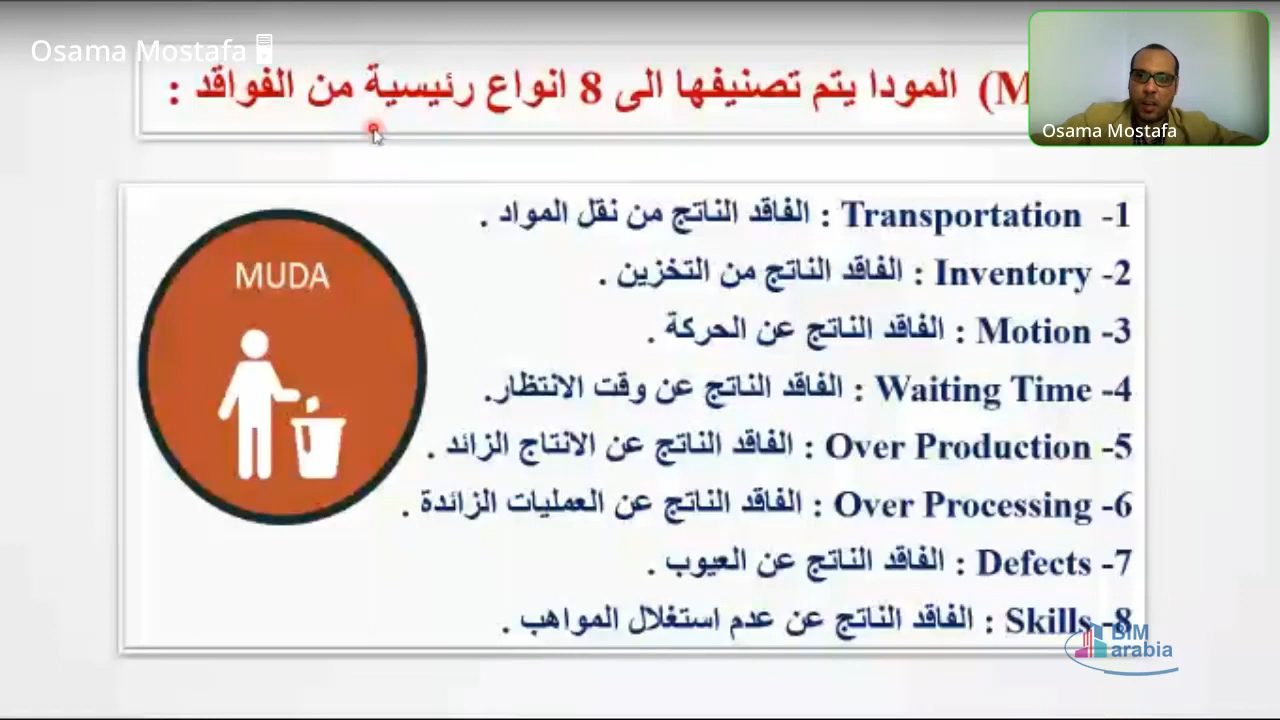 Osama Mostafa
Osama Mostafa
(M المودا يتم تصنيفها الى 8 انواع رئيسية من الفواقد :
MUDA
1- Transportation : الفاقد الناتج من نقل المواد .
2- Inventory : الفاقد الناتج من التخزين .
3- Motion : الفاقد الناتج عن الحركة .
4- Waiting Time : الفاقد الناتج عن وقت الانتظار.
5- Over Production : الفاقد الناتج عن الانتاج الزائد .
6- Over Processing : الفاقد الناتج عن العمليات الزائدة .
7- Defects : الفاقد الناتج عن العيوب .
8- Skills : الفاقد الناتج عن عدم استغلال المواهب .
BIM
arabia